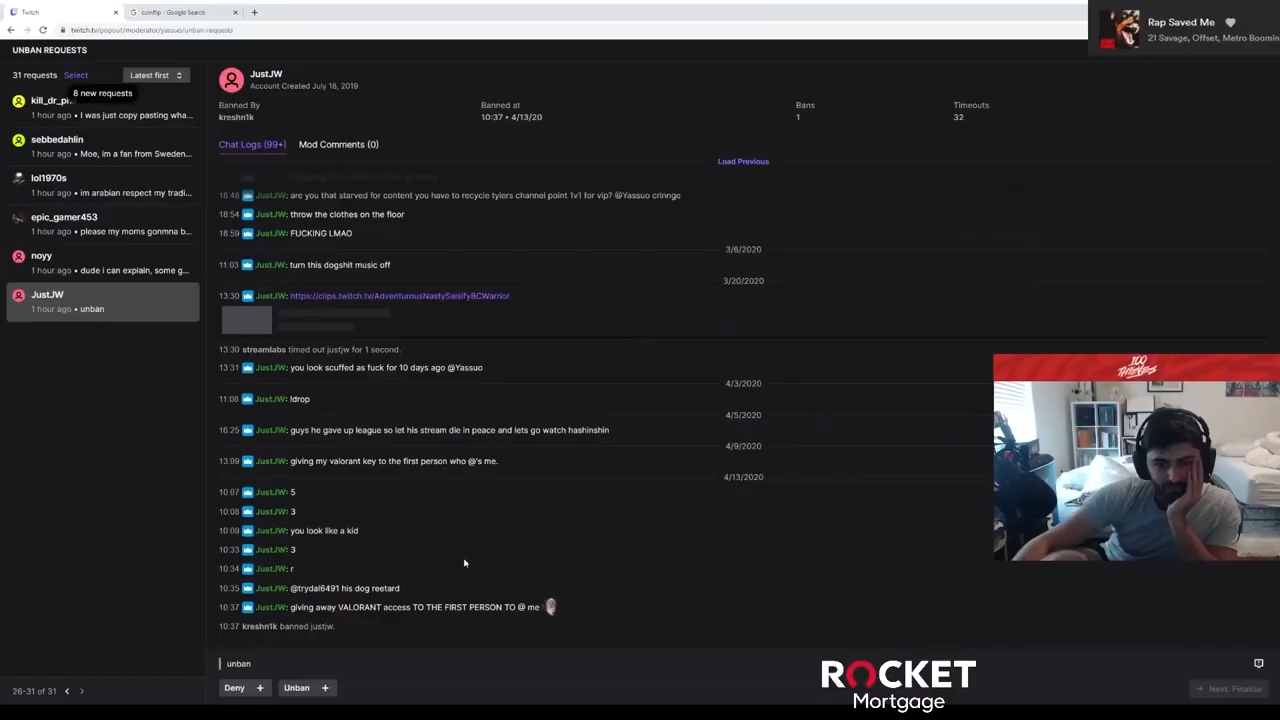 Twitch
coinflip - Google Search
twitch.tv/popout/moderator/yassuo/unban-requests
Rap Saved Me
21 Savage, Offset, Metro Boomin
UNBAN REQUESTS
31 requests Select Latest first
8 new requests
1 hour ago • I was just copy pasting wha...
sebbedahlin
1 hour ago • Moe, im a fan from Sweden...
lol1970s
1 hour ago • im arabian respect my tradi...
epic_gamer453
1 hour ago • please my moms gonmna b...
noyy
1 hour ago • dude i can explain, some g...
JustJW
1 hour ago • unban
26-31 of 31
JustJW
Account Created July 18, 2019
Banned By Banned at Bans Timeouts
kreshn1k 10:37 • 4/13/20 1 32
Chat Logs (99+) Mod Comments (0)
Load Previous
18:48 JustJW: are you that starved for content you have to recycle tylers channel point 1v1 for vip? @Yassuo crinnge
18:54 JustJW: throw the clothes on the floor
18:59 JustJW: FUCKING LMAO
3/6/2020
11:03 JustJW: turn this dogshit music off
3/20/2020
13:30 JustJW: https://clips.twitch.tv/AdventurousNastySalsifyBCWarrior
13:30 streamlabs timed out justjw for 1 second.
13:31 JustJW: you look scuffed as fuck for 10 days ago @Yassuo
4/3/2020
11:08 JustJW: !drop
4/5/2020
16:25 JustJW: guys he gave up league so let his stream die in peace and lets go watch hashinshin
4/9/2020
13:09 JustJW: giving my valorant key to the first person who @'s me.
4/13/2020
10:07 JustJW: 5
10:08 JustJW: 3
10:09 JustJW: you look like a kid
10:33 JustJW: 3
10:34 JustJW: r
10:35 JustJW: @trydal6491 his dog reetard
10:37 JustJW: giving away VALORANT access TO THE FIRST PERSON TO @ me
10:37 kreshn1k banned justjw.
unban
Deny Unban
Next: Finalize
100
THIEVES
ROCKET
Mortgage